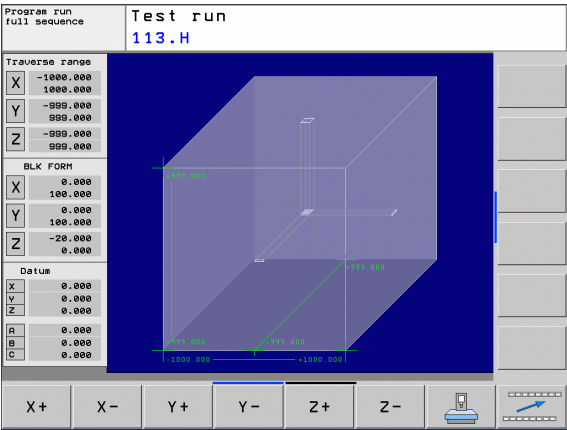 Program run
full sequence
Test run
113.H
Traverse range
X -1000.000
1000.000
Y -999.000
999.000
Z -999.000
999.000
BLK FORM
X 0.000
100.000
Y 0.000
100.000
Z -20.000
0.000
Datum
X 0.000
Y 0.000
Z 0.000
A 0.000
B 0.000
C 0.000
+999.000
+999.000
-999.000
-999.000
-1000.000
+1000.000
X+ X- Y+ Y- Z+ Z-